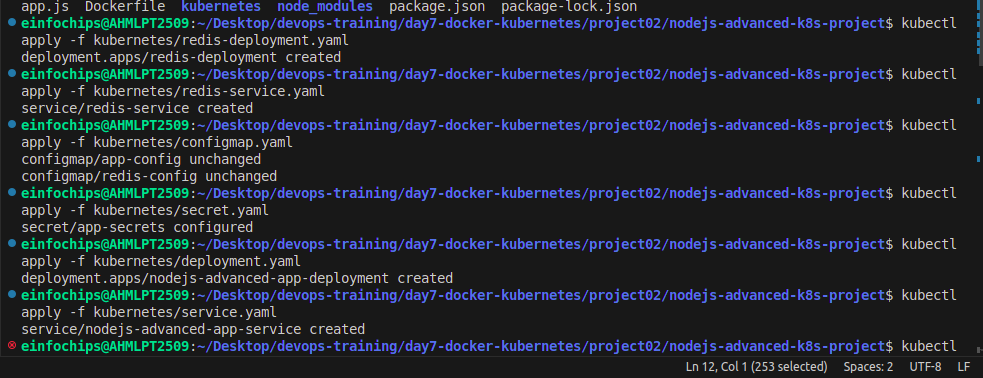 app.js  Dockerfile  kubernetes  node_modules  package.json  package-lock.json
einfochips@AHMLPT2509:~/Desktop/devops-training/day7-docker-kubernetes/project02/nodejs-advanced-k8s-project$ kubectl
apply -f kubernetes/redis-deployment.yaml
deployment.apps/redis-deployment created
einfochips@AHMLPT2509:~/Desktop/devops-training/day7-docker-kubernetes/project02/nodejs-advanced-k8s-project$ kubectl
apply -f kubernetes/redis-service.yaml
service/redis-service created
einfochips@AHMLPT2509:~/Desktop/devops-training/day7-docker-kubernetes/project02/nodejs-advanced-k8s-project$ kubectl
apply -f kubernetes/configmap.yaml
configmap/app-config unchanged
configmap/redis-config unchanged
einfochips@AHMLPT2509:~/Desktop/devops-training/day7-docker-kubernetes/project02/nodejs-advanced-k8s-project$ kubectl
apply -f kubernetes/secret.yaml
secret/app-secrets configured
einfochips@AHMLPT2509:~/Desktop/devops-training/day7-docker-kubernetes/project02/nodejs-advanced-k8s-project$ kubectl
apply -f kubernetes/deployment.yaml
deployment.apps/nodejs-advanced-app-deployment created
einfochips@AHMLPT2509:~/Desktop/devops-training/day7-docker-kubernetes/project02/nodejs-advanced-k8s-project$ kubectl
apply -f kubernetes/service.yaml
service/nodejs-advanced-app-service created
einfochips@AHMLPT2509:~/Desktop/devops-training/day7-docker-kubernetes/project02/nodejs-advanced-k8s-project$ kubectl
Ln 12, Col 1 (253 selected)  Spaces: 2  UTF-8  LF